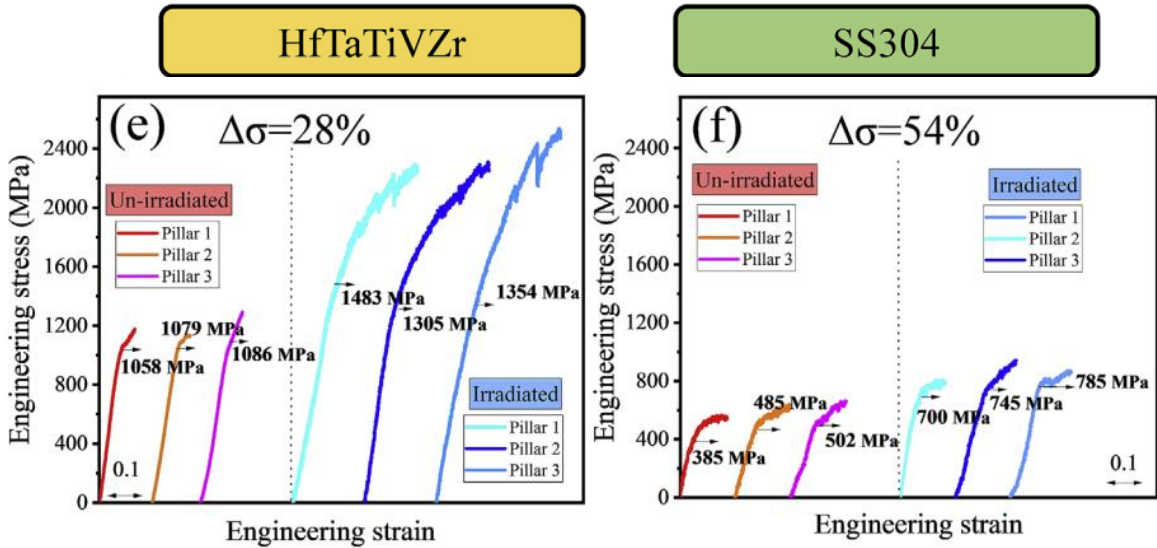 HfTaTiVZr
SS304
(e)
Δσ=28%
Un-irradiated
Pillar 1
Pillar 2
Pillar 3
1058 MPa
1079 MPa
1086 MPa
1483 MPa
1305 MPa
1354 MPa
Irradiated
Pillar 1
Pillar 2
Pillar 3
0.1
2400
2000
1600
1200
800
400
0
Engineering stress (MPa)
Engineering strain
(f)
Δσ=54%
Un-irradiated
Pillar 1
Pillar 2
Pillar 3
Irradiated
Pillar 1
Pillar 2
Pillar 3
385 MPa
485 MPa
502 MPa
700 MPa
745 MPa
785 MPa
0.1
2400
2000
1600
1200
800
400
0
Engineering stress (MPa)
Engineering strain